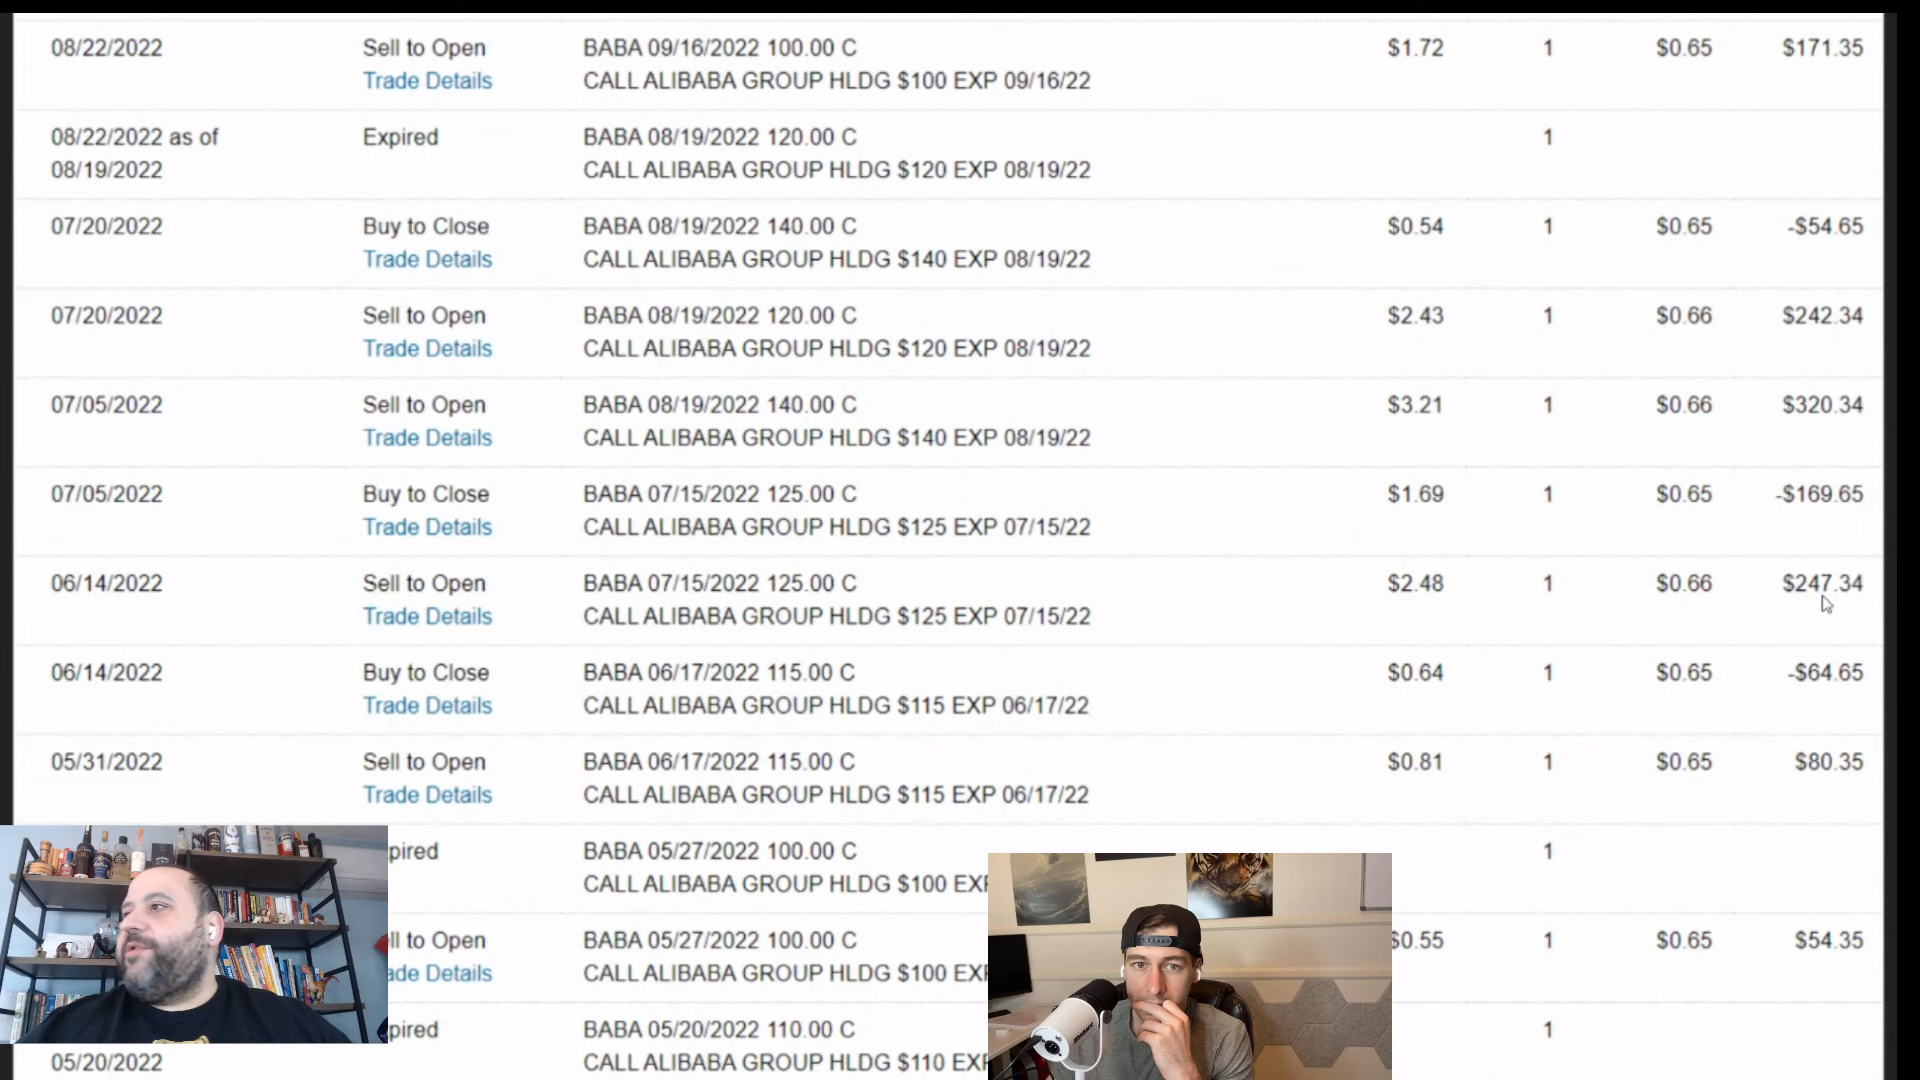 08/22/2022 Sell to Open BABA 09/16/2022 100.00 C $1.72 1 $0.65 $171.35
Trade Details CALL ALIBABA GROUP HLDG $100 EXP 09/16/22
08/22/2022 as of Expired BABA 08/19/2022 120.00 C 1
08/19/2022 CALL ALIBABA GROUP HLDG $120 EXP 08/19/22
07/20/2022 Buy to Close BABA 08/19/2022 140.00 C $0.54 1 $0.65 -$54.65
Trade Details CALL ALIBABA GROUP HLDG $140 EXP 08/19/22
07/20/2022 Sell to Open BABA 08/19/2022 120.00 C $2.43 1 $0.66 $242.34
Trade Details CALL ALIBABA GROUP HLDG $120 EXP 08/19/22
07/05/2022 Sell to Open BABA 08/19/2022 140.00 C $3.21 1 $0.66 $320.34
Trade Details CALL ALIBABA GROUP HLDG $140 EXP 08/19/22
07/05/2022 Buy to Close BABA 07/15/2022 125.00 C $1.69 1 $0.65 -$169.65
Trade Details CALL ALIBABA GROUP HLDG $125 EXP 07/15/22
06/14/2022 Sell to Open BABA 07/15/2022 125.00 C $2.48 1 $0.66 $247.34
Trade Details CALL ALIBABA GROUP HLDG $125 EXP 07/15/22
06/14/2022 Buy to Close BABA 06/17/2022 115.00 C $0.64 1 $0.65 -$64.65
Trade Details CALL ALIBABA GROUP HLDG $115 EXP 06/17/22
05/31/2022 Sell to Open BABA 06/17/2022 115.00 C $0.81 1 $0.65 $80.35
Trade Details CALL ALIBABA GROUP HLDG $115 EXP 06/17/22
pired BABA 05/27/2022 100.00 C 1
CALL ALIBABA GROUP HLDG $100 EXP
ll to Open BABA 05/27/2022 100.00 C $0.55 1 $0.65 $54.35
ade Details CALL ALIBABA GROUP HLDG $100 EXP
pired BABA 05/20/2022 110.00 C 1
05/20/2022 CALL ALIBABA GROUP HLDG $110 EXP